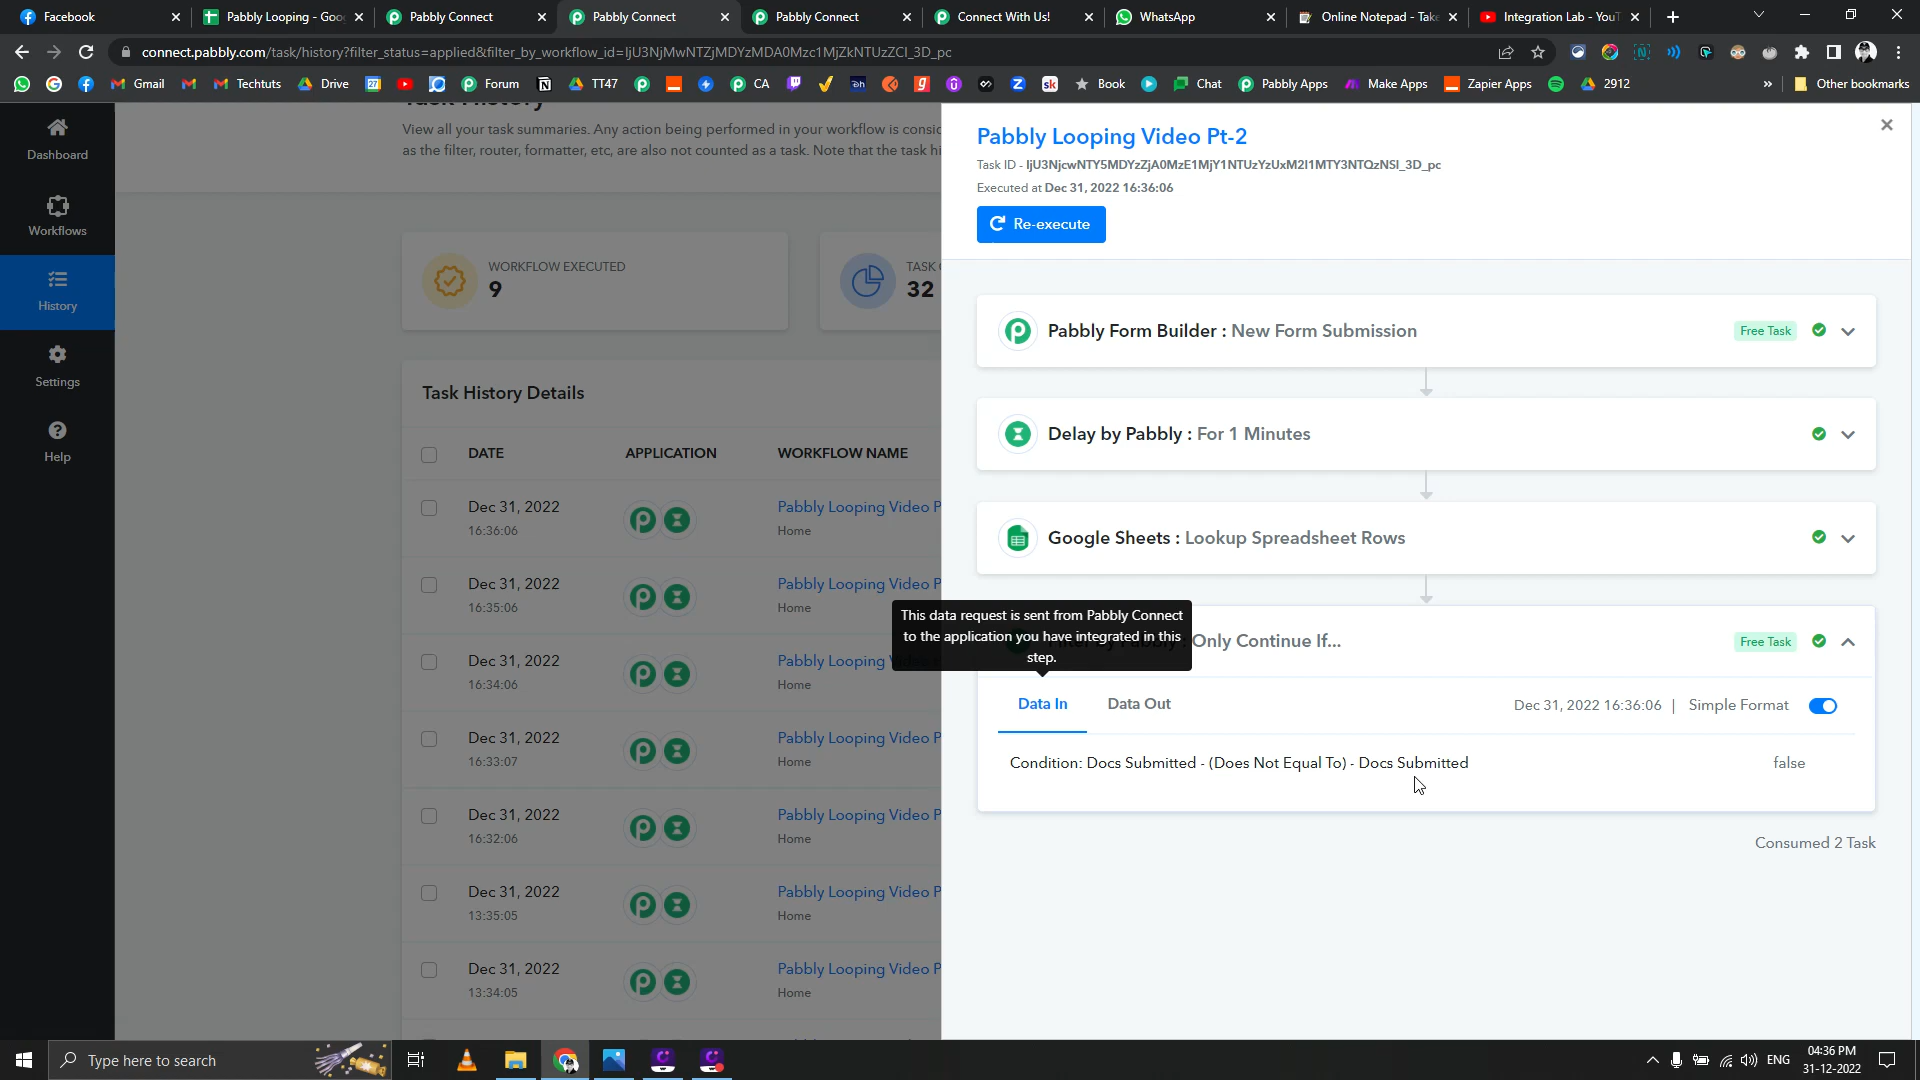 Facebook
Pabbly Looping - Goo
Pabbly Connect
Pabbly Connect
Pabbly Connect
Connect With Us!
WhatsApp
Online Notepad - Take
Integration Lab - YouT
connect.pabbly.com/task/history?filter_status=applied&filter_by_workflow_id=IjU3NjMwNTZjMDYzMDA0Mzc1MjZkNTUzZCI_3D_pc
Gmail
Techtuts
Drive
Forum
TT47
CA
Book
Chat
Pabbly Apps
Make Apps
Zapier Apps
2912
»
Other bookmarks
Dashboard
Workflows
History
Settings
Help
Task History
View all your task summaries. Any action being performed in your workflow is consi
as the filter, router, formatter, etc, are also not counted as a task. Note that the task hi
WORKFLOW EXECUTED
9
TASK
32
Task History Details
DATE APPLICATION WORKFLOW NAME
Dec 31, 2022
16:36:06
Pabbly Looping Video P
Home
Dec 31, 2022
16:35:06
Pabbly Looping Video P
Home
Dec 31, 2022
16:34:06
Pabbly Looping
Home
Dec 31, 2022
16:33:07
Pabbly Looping Video P
Home
Dec 31, 2022
16:32:06
Pabbly Looping Video P
Home
Dec 31, 2022
13:35:05
Pabbly Looping Video P
Home
Dec 31, 2022
13:34:05
Pabbly Looping Video P
Home
Pabbly Looping Video Pt-2
Task ID - IjU3NjcwNTY5MDYzZjA0MzE1MjY1NTUzYzUxM2I1MTY3NTQzNSI_3D_pc
Executed at Dec 31, 2022 16:36:06
Re-execute
Pabbly Form Builder : New Form Submission
Free Task
Delay by Pabbly : For 1 Minutes
Google Sheets : Lookup Spreadsheet Rows
This data request is sent from Pabbly Connect
to the application you have integrated in this
step.
Only Continue If...
Free Task
Data In
Data Out
Dec 31, 2022 16:36:06 | Simple Format
Condition: Docs Submitted - (Does Not Equal To) - Docs Submitted
false
Consumed 2 Task
Type here to search
ENG
04:36 PM
31-12-2022